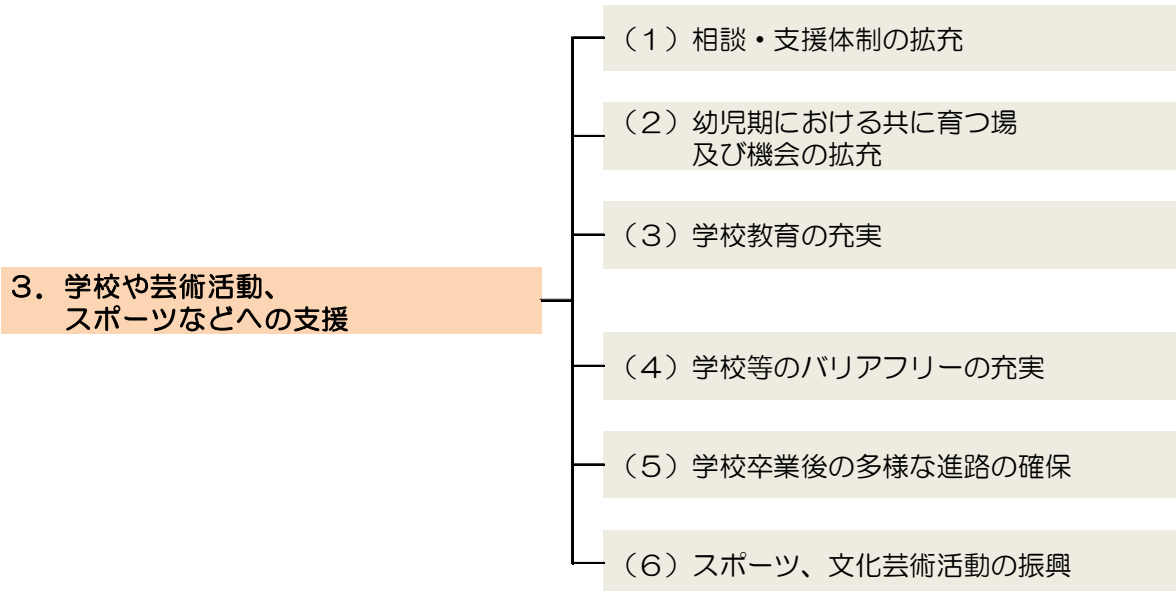 3．学校や芸術活動、
スポーツなどへの支援
（1）相談・支援体制の拡充
（2）幼児期における共に育つ場
及び機会の拡充
（3）学校教育の充実
（4）学校等のバリアフリーの充実
（5）学校卒業後の多様な進路の確保
（6）スポーツ、文化芸術活動の振興